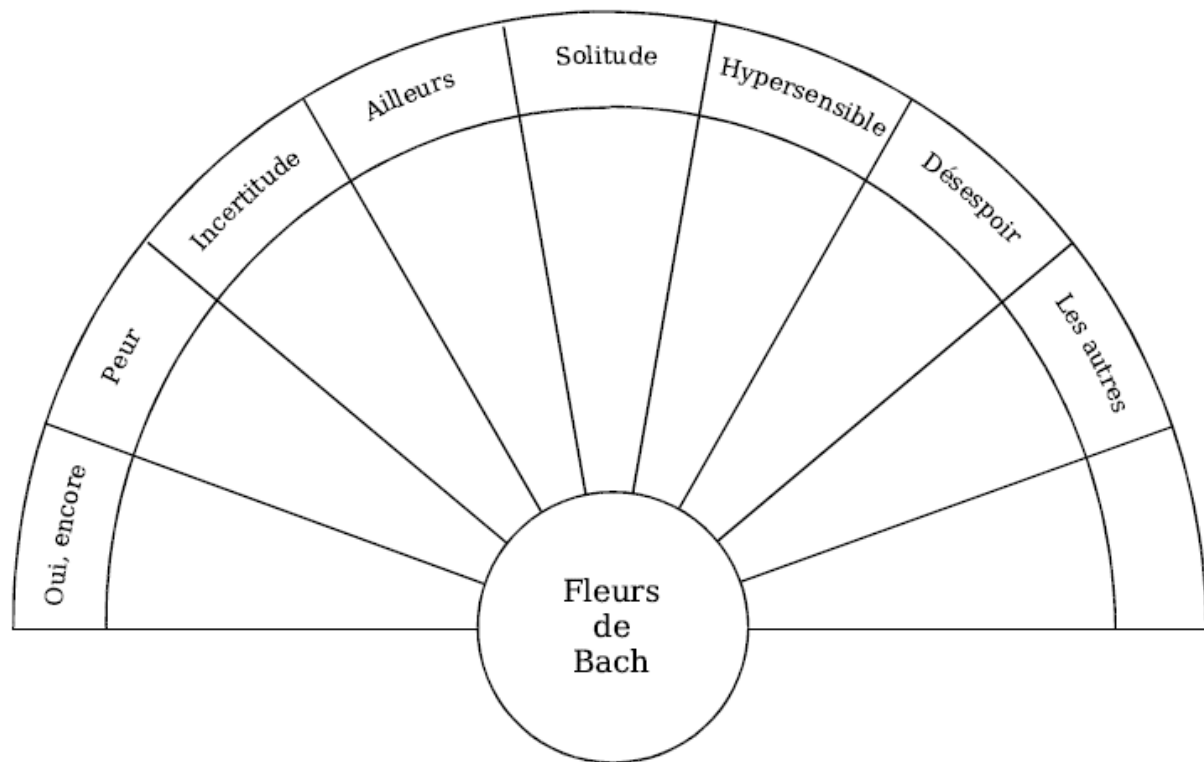 Oui, encore
Peur
Incertitude
Ailleurs
Solitude
Hypersensible
Désespoir
Les autres
Fleurs
de
Bach